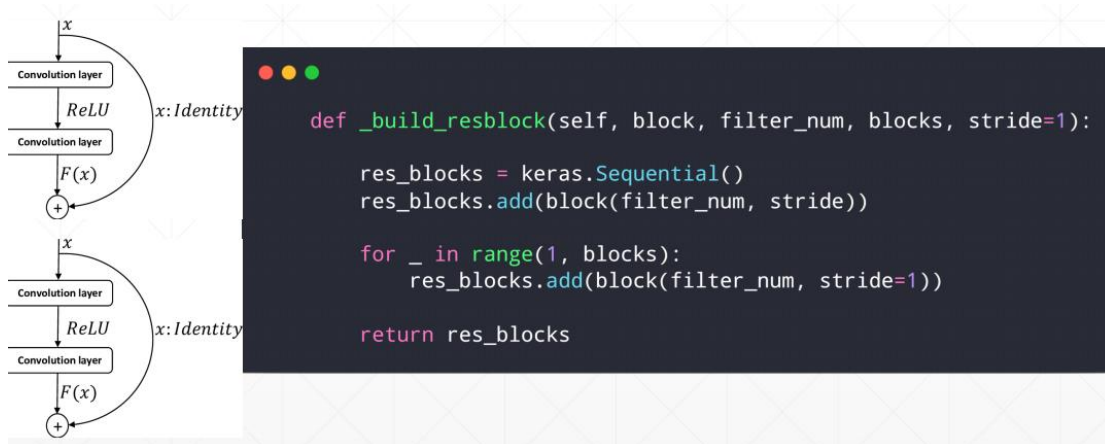 x
Convolution layer
ReLU
x: Identity
Convolution layer
F(x)
+
x
Convolution layer
ReLU
x: Identity
Convolution layer
F(x)
+
def _build_resblock(self, block, filter_num, blocks, stride=1):
res_blocks = keras.Sequential()
res_blocks.add(block(filter_num, stride))
for _ in range(1, blocks):
res_blocks.add(block(filter_num, stride=1))
return res_blocks